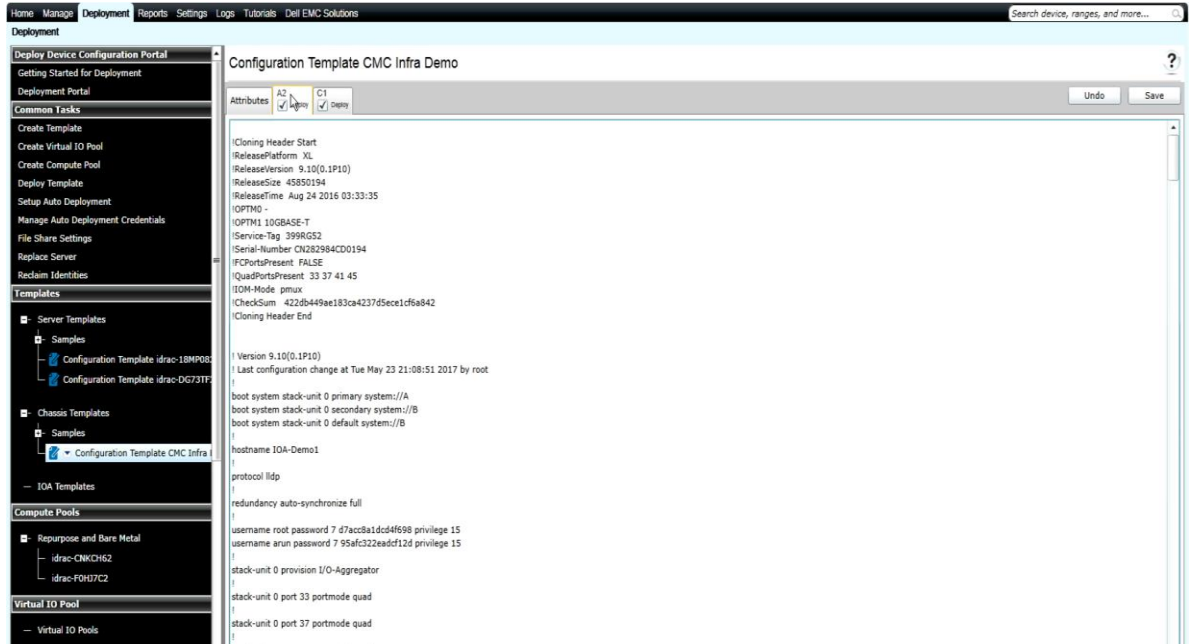 Home Manage Deployment Reports Settings Logs Tutorials Dell EMC Solutions
Search device, ranges, and more...
Deployment
Deploy Device Configuration Portal
Getting Started for Deployment
Deployment Portal
Common Tasks
Create Template
Create Virtual IO Pool
Create Compute Pool
Deploy Template
Setup Auto Deployment
Manage Auto Deployment Credentials
File Share Settings
Replace Server
Reclaim Identities
Templates
Server Templates
Samples
Configuration Template idrac-18MP08
Configuration Template idrac-DG73TF
Chassis Templates
Samples
Configuration Template CMC Infra
IOA Templates
Compute Pools
Repurpose and Bare Metal
idrac-CNKCH62
idrac-F0HJ7C2
Virtual IO Pool
Virtual IO Pools
Configuration Template CMC Infra Demo
?
Attributes
A2
Deploy
C1
Deploy
Undo
Save
!Cloning Header Start
!ReleasePlatform XL
!ReleaseVersion 9.10(0.1P10)
!ReleaseSize 45850194
!ReleaseTime Aug 24 2016 03:33:35
!OPTM0 -
!OPTM1 10GBASE-T
!Service-Tag 399RG52
!Serial-Number CN282984CD0194
!FCPortsPresent FALSE
!QuadPortsPresent 33 37 41 45
!IOM-Mode pmux
!CheckSum 422db449ae183ca4237d5ece1cf6a842
!Cloning Header End
! Version 9.10(0.1P10)
! Last configuration change at Tue May 23 21:08:51 2017 by root
!
boot system stack-unit 0 primary system://A
boot system stack-unit 0 secondary system://B
boot system stack-unit 0 default system://B
!
hostname IOA-Demo1
!
protocol lldp
!
redundancy auto-synchronize full
!
username root password 7 d7acc8a1dcd4f698 privilege 15
username arun password 7 95afc322eadcf12d privilege 15
!
stack-unit 0 provision I/O-Aggregator
!
stack-unit 0 port 33 portmode quad
!
stack-unit 0 port 37 portmode quad
!